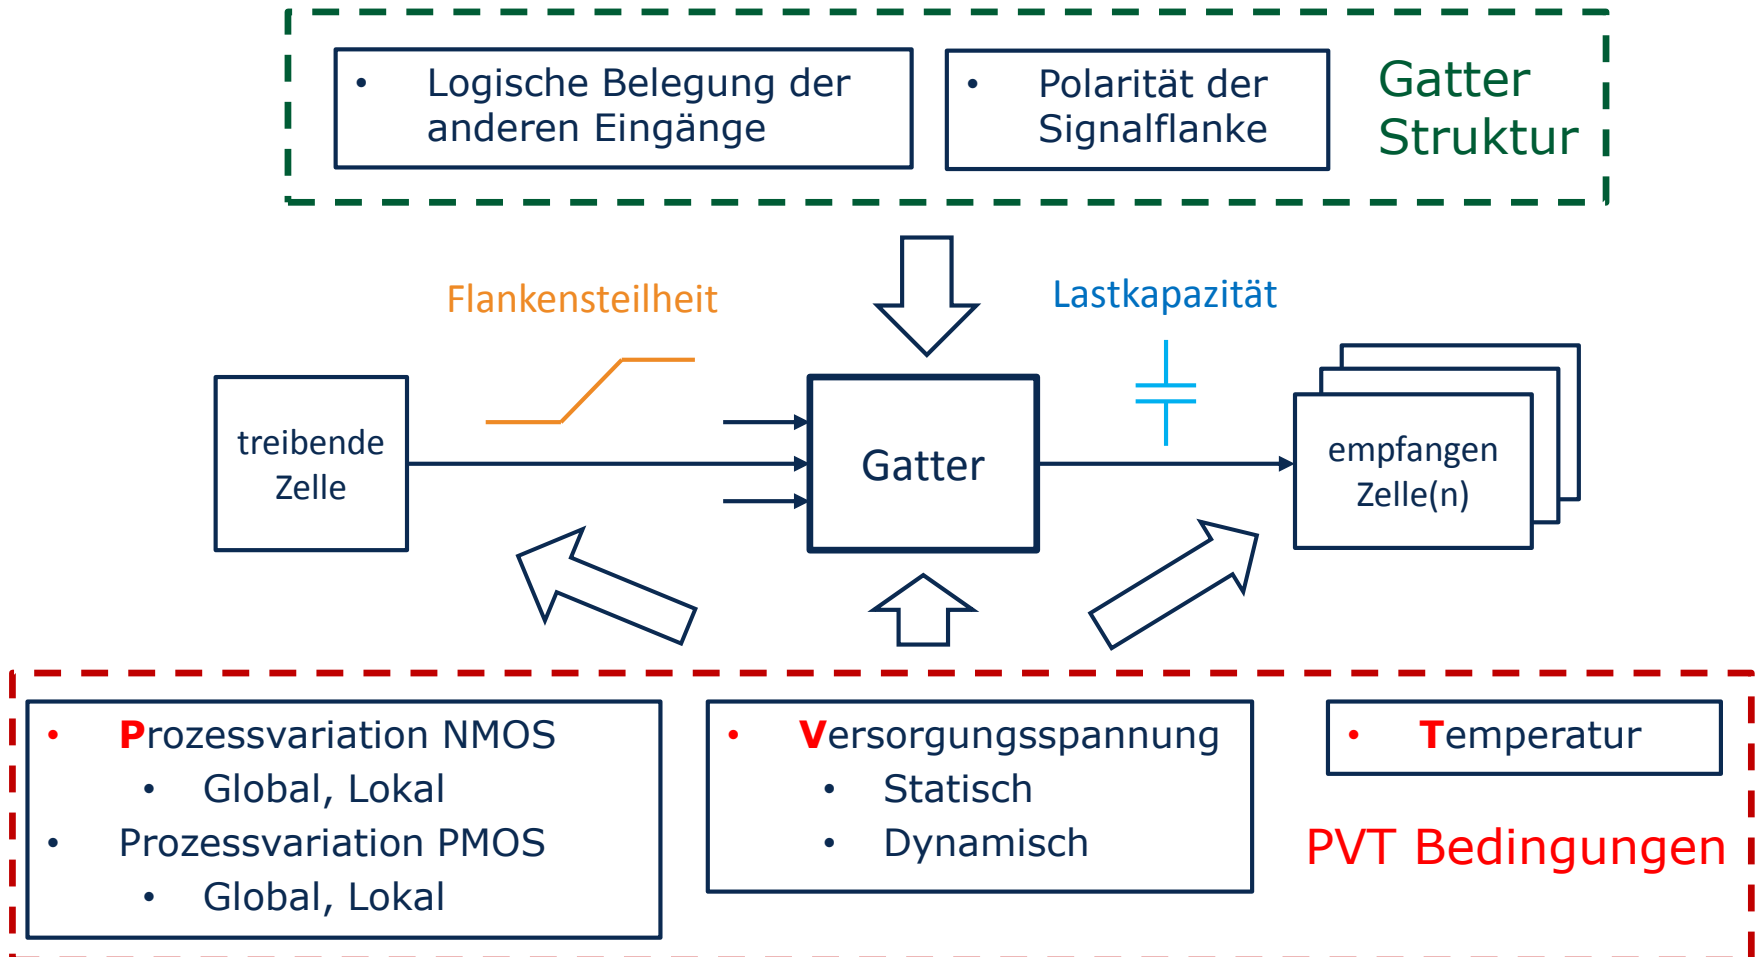 • Logische Belegung der
anderen Eingänge
• Polarität der
Signalflanke
Gatter
Struktur
Flankensteilheit
Lastkapazität
treibende
Zelle
Gatter
empfangen
Zelle(n)
• Prozessvariation NMOS
• Global, Lokal
• Prozessvariation PMOS
• Global, Lokal
• Versorgungsspannung
• Statisch
• Dynamisch
• Temperatur
PVT Bedingungen